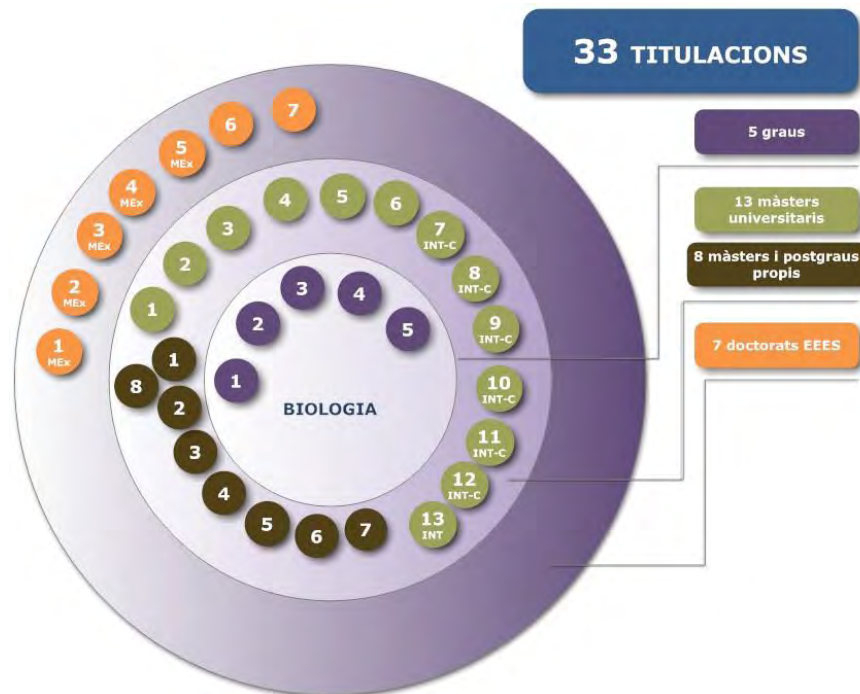 33 TITULACIONS
5 graus
13 màsters
universitaris
8 màsters i postgraus
propis
7 doctorats EEES
1
MEx
2
MEx
3
MEx
4
MEx
5
MEx
6
7
1
2
3
4
5
6
7
INT-C
8
INT-C
9
INT-C
10
INT-C
11
INT-C
12
INT-C
13
INT
1
2
3
4
5
6
7
8
1
2
3
4
5
BIOLOGIA